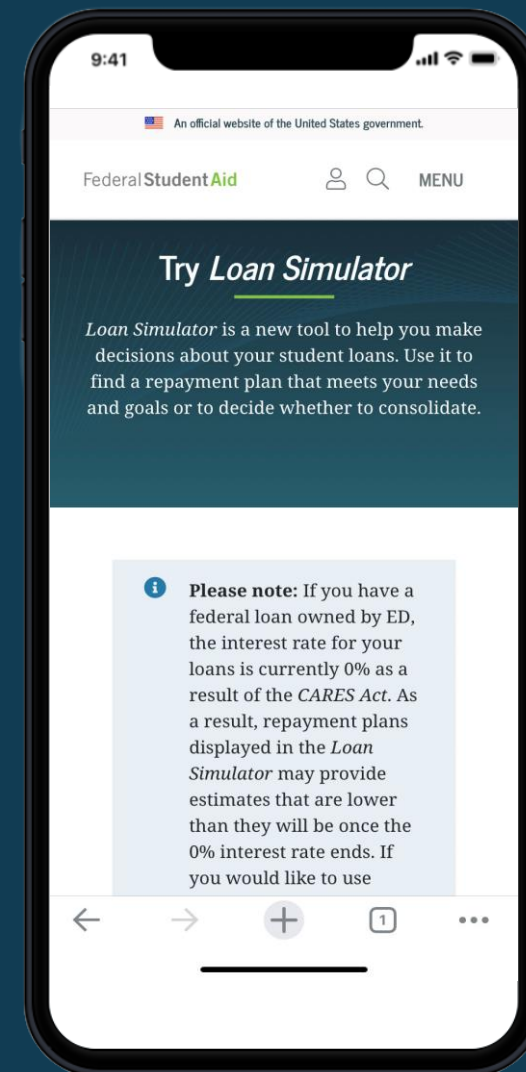 9:41
An official website of the United States government.
Federal Student Aid
MENU
Try Loan Simulator
Loan Simulator is a new tool to help you make
decisions about your student loans. Use it to
find a repayment plan that meets your needs
and goals or to decide whether to consolidate.
Please note: If you have a
federal loan owned by ED,
the interest rate for your
loans is currently 0% as a
result of the CARES Act. As
a result, repayment plans
displayed in the Loan
Simulator may provide
estimates that are lower
than they will be once the
0% interest rate ends. If
you would like to use
1